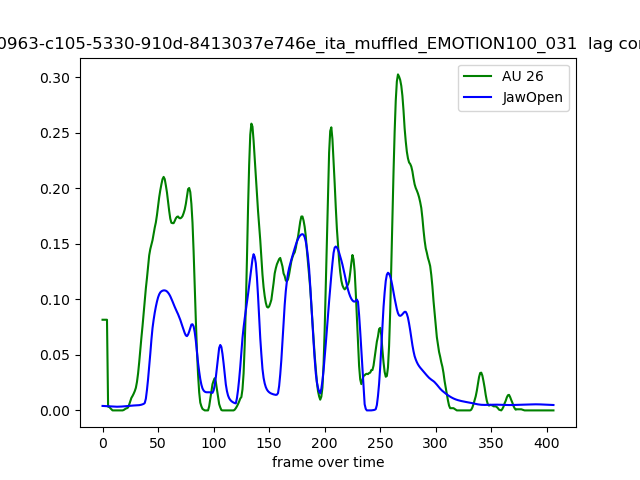 0963-c105-5330-910d-8413037e746e_ita_muffled_EMOTION100_031 lag
AU 26
JawOpen
0.30
0.25
0.20
0.15
0.10
0.05
0.00
0 50 100 150 200 250 300 350 400
frame over time